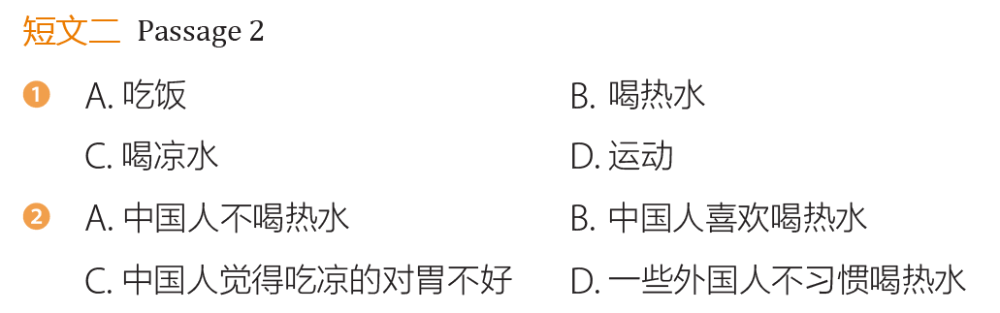 短文二 Passage 2
1 A. 吃饭 B. 喝热水
C. 喝凉水 D. 运动
2 A. 中国人不喝热水 B. 中国人喜欢喝热水
C. 中国人觉得吃凉的对胃不好 D. 一些外国人不习惯喝热水